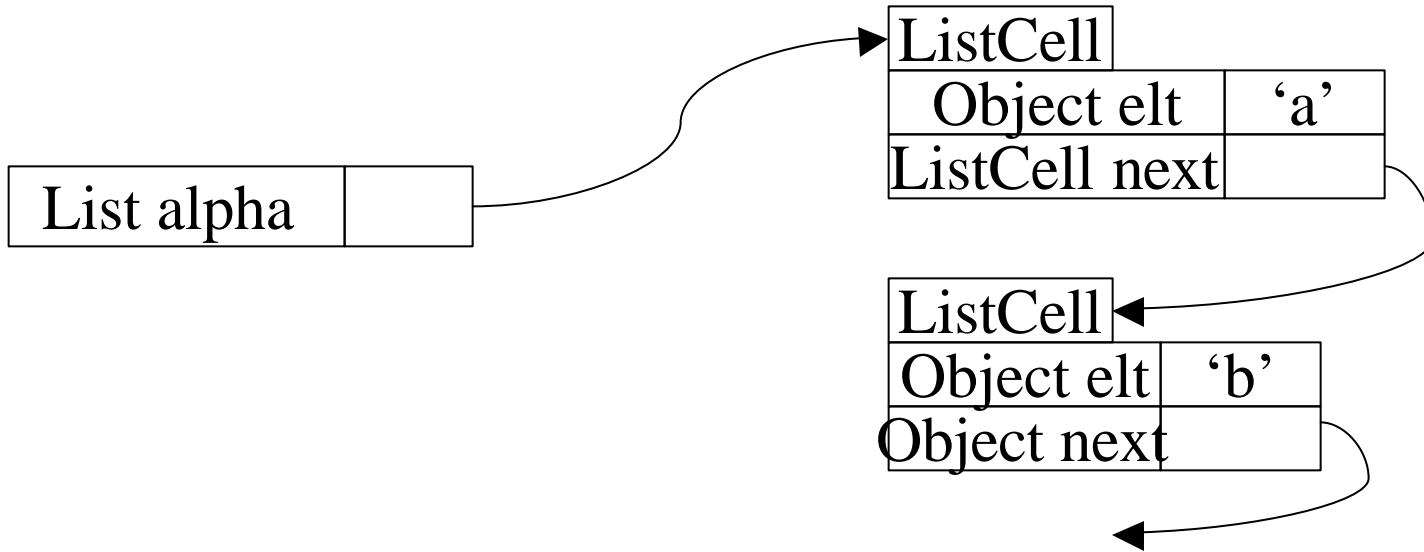 ListCell
Object elt ‘a’
ListCell next
List alpha
ListCell
Object elt ‘b’
Object next